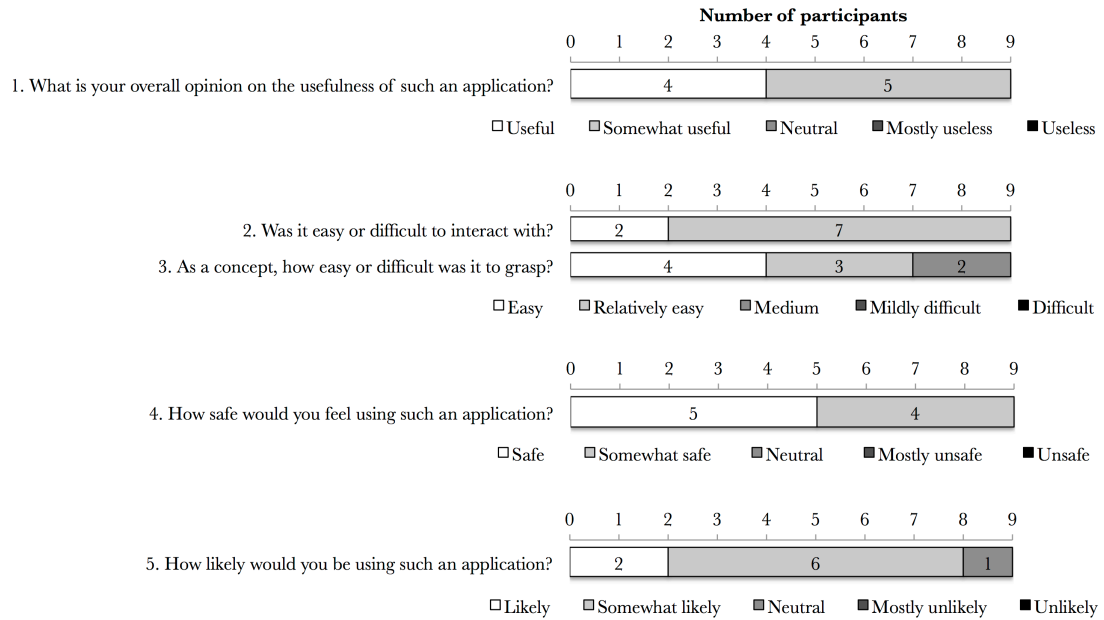 Number of participants
0 1 2 3 4 5 6 7 8 9
1. What is your overall opinion on the usefulness of such an application? 4 5
Useful Somewhat useful Neutral Mostly useless Useless
0 1 2 3 4 5 6 7 8 9
2. Was it easy or difficult to interact with? 2 7
3. As a concept, how easy or difficult was it to grasp? 4 3 2
Easy Relatively easy Medium Mildly difficult Difficult
0 1 2 3 4 5 6 7 8 9
4. How safe would you feel using such an application? 5 4
Safe Somewhat safe Neutral Mostly unsafe Unsafe
0 1 2 3 4 5 6 7 8 9
5. How likely would you be using such an application? 2 6 1
Likely Somewhat likely Neutral Mostly unlikely Unlikely